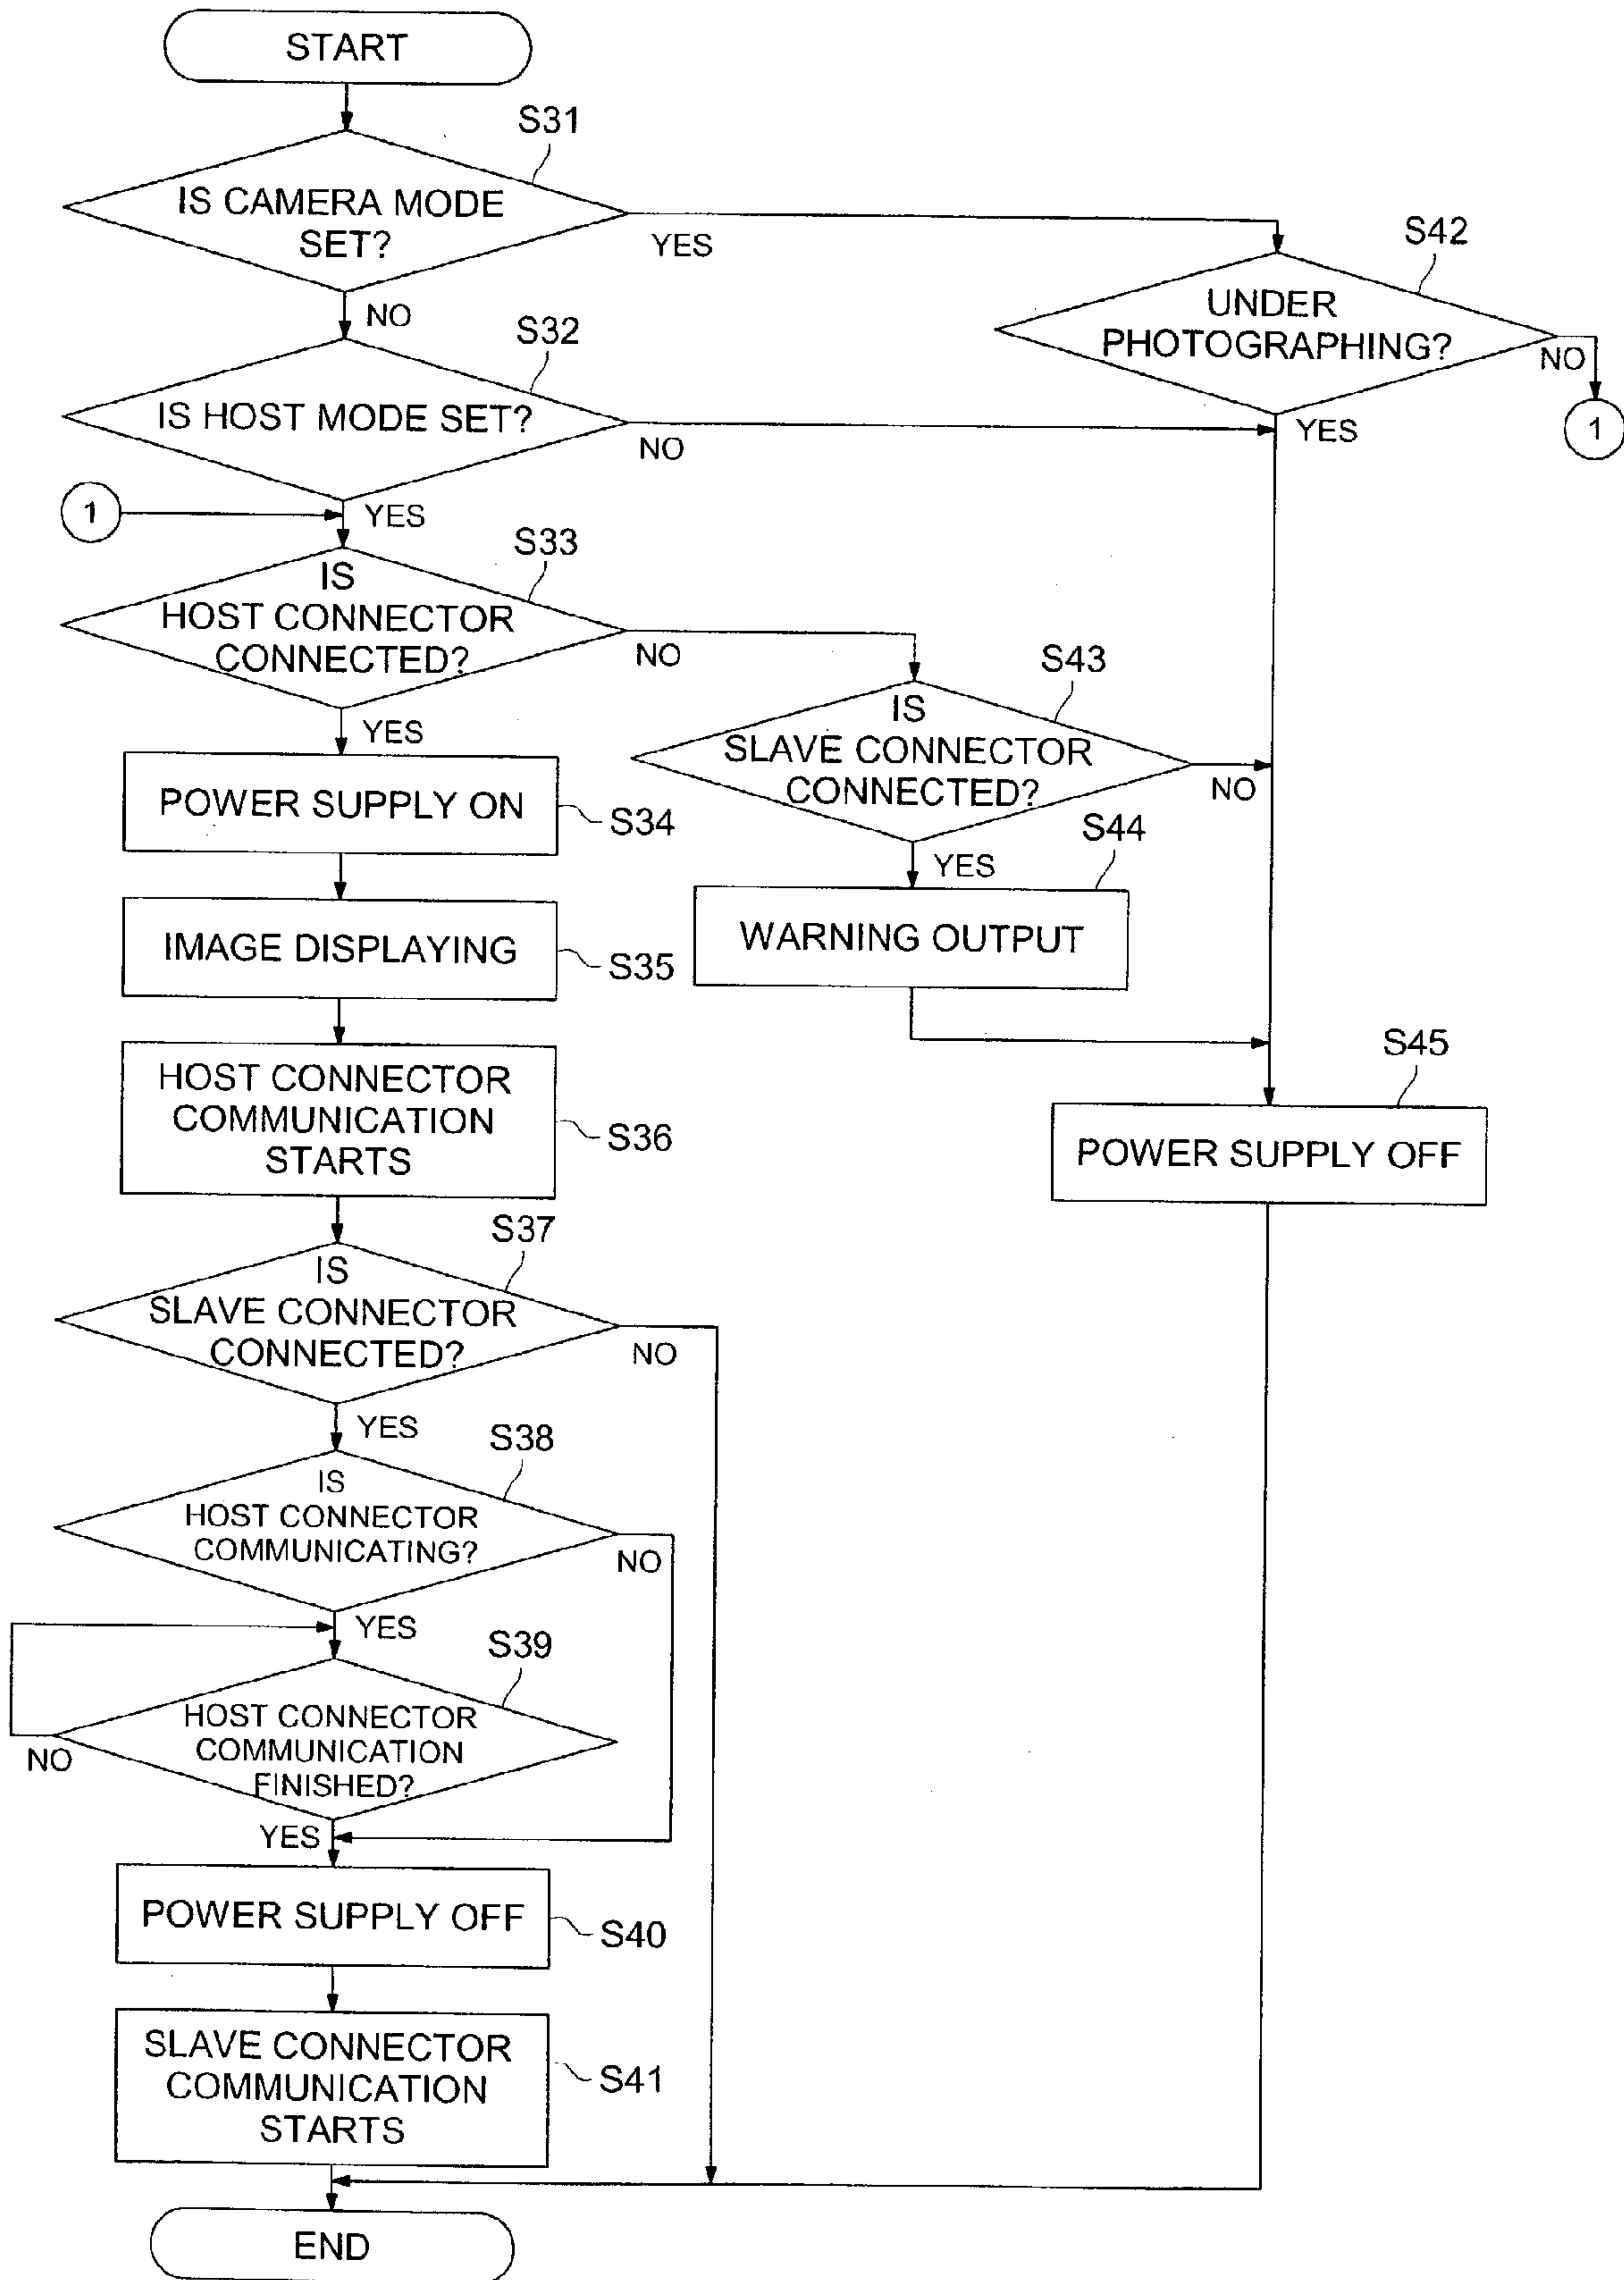 START
S31
IS CAMERA MODE
SET?
YES
NO
S42
UNDER
PHOTOGRAPHING?
NO
1
YES
S32
IS HOST MODE SET?
NO
1
YES
S33
IS
HOST CONNECTOR
CONNECTED?
NO
YES
S43
IS
SLAVE CONNECTOR
CONNECTED?
NO
YES
POWER SUPPLY ON
S34
S44
WARNING OUTPUT
IMAGE DISPLAYING
S35
HOST CONNECTOR
COMMUNICATION
STARTS
S36
S45
POWER SUPPLY OFF
S37
IS
SLAVE CONNECTOR
CONNECTED?
NO
YES
S38
IS
HOST CONNECTOR
COMMUNICATING?
NO
YES
S39
HOST CONNECTOR
COMMUNICATION
FINISHED?
NO
YES
POWER SUPPLY OFF
S40
SLAVE CONNECTOR
COMMUNICATION
STARTS
S41
END